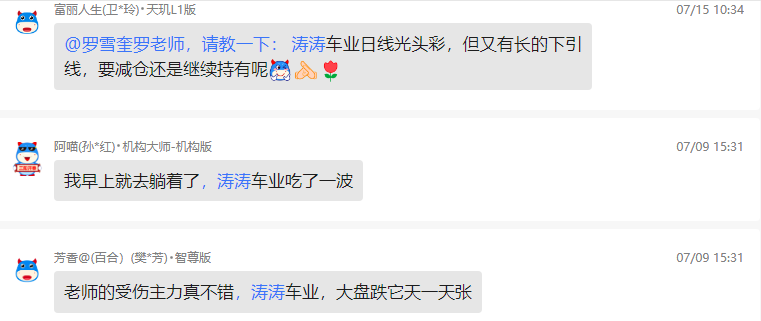 富丽人生(卫*玲)·天玑L1版
07/15 10:34
@罗雪奎罗老师，请教一下： 涛涛车业日线光头彩，但又有长的下引
线，要减仓还是继续持有呢
阿喵(孙*红)·机构大师-机构版
07/09 15:31
我早上就去躺着了，涛涛车业吃了一波
芳香@(百合）(樊*芳)·智尊版
07/09 15:31
老师的受伤主力真不错，涛涛车业，大盘跌它天一天张